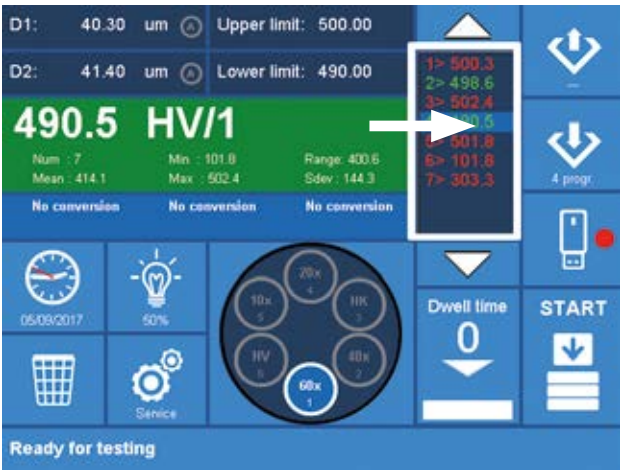 D1: 40.30 um A Upper limit: 500.00
D2: 41.40 um A Lower limit: 490.00
490.5 HV/1
Num : 7 Min : 101.8 Range: 400.6
Mean : 414.1 Max : 502.4 Sdev : 144.3
No conversion No conversion No conversion
1> 500.3
2> 498.6
3> 502.4
0.5
501.8
6> 101.8
7> 303.3
...
4 progr.
05/09/2017
50%
Service
20x
4
10x
5
HK
3
HV
6
40x
2
60x
1
Dwell time
0
START
Ready for testing